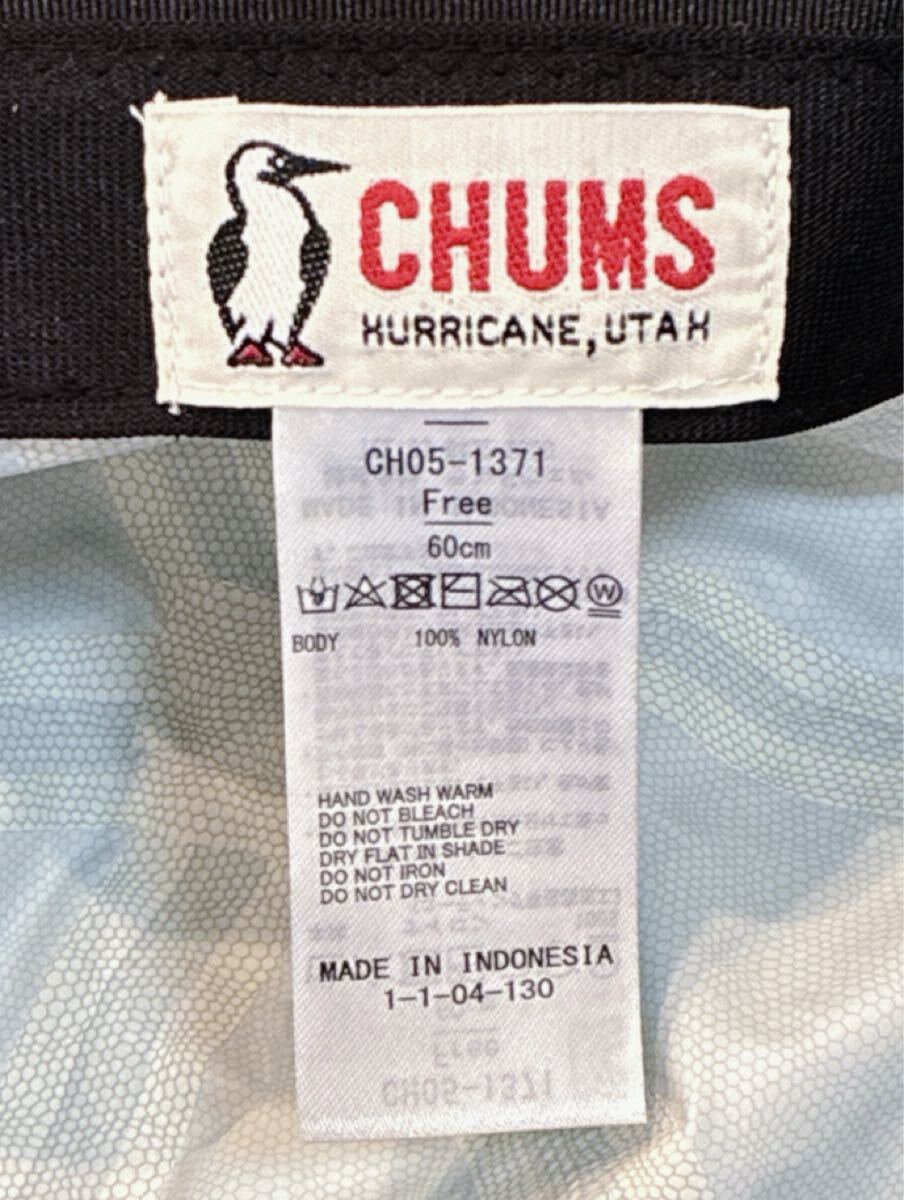 CHUMS
HURRICANE, UTAH
CH05-1371
Free
60cm
W
BODY 100% NYLON
HAND WASH WARM
DO NOT BLEACH
DO NOT TUMBLE DRY
DRY FLAT IN SHADE
DO NOT IRON
DO NOT DRY CLEAN
MADE IN INDONESIA
1-1-04-130